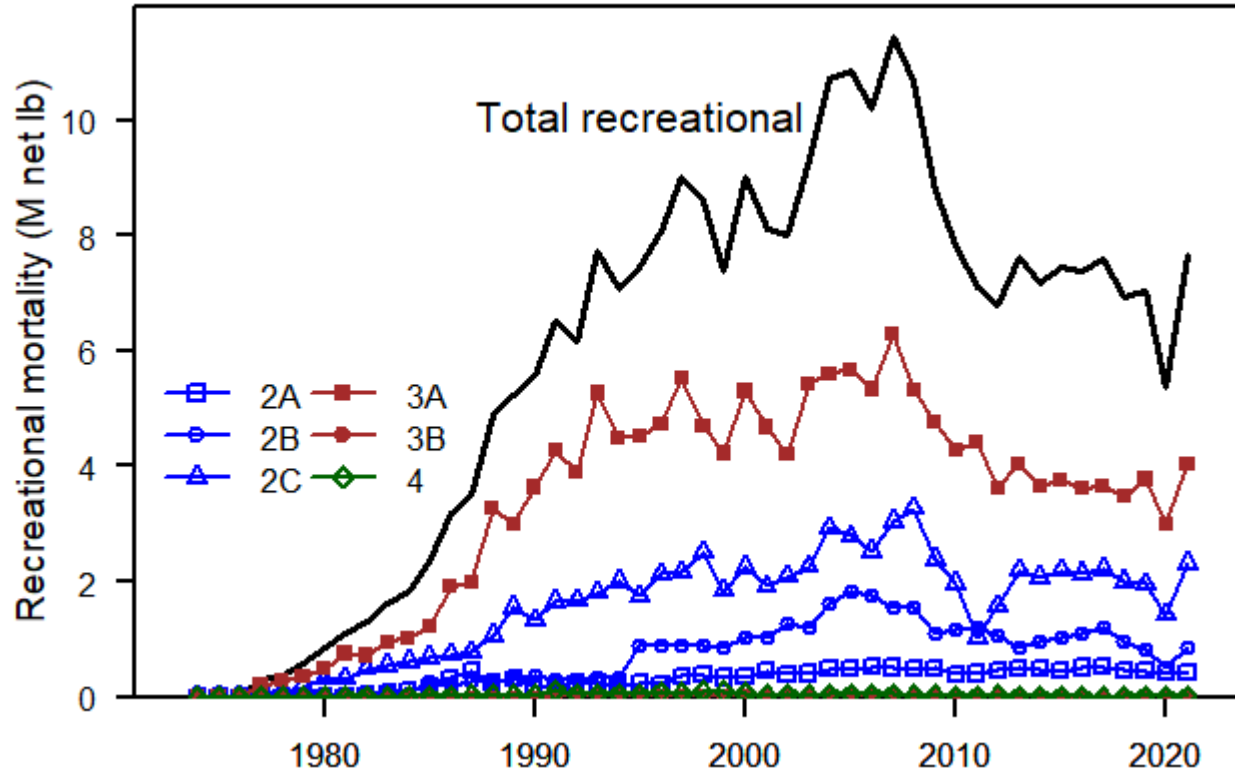 Recreational mortality (M net lb)
10
8
6
4
2
0
Total recreational
2A 3A
2B 3B
2C 4
1980 1990 2000 2010 2020